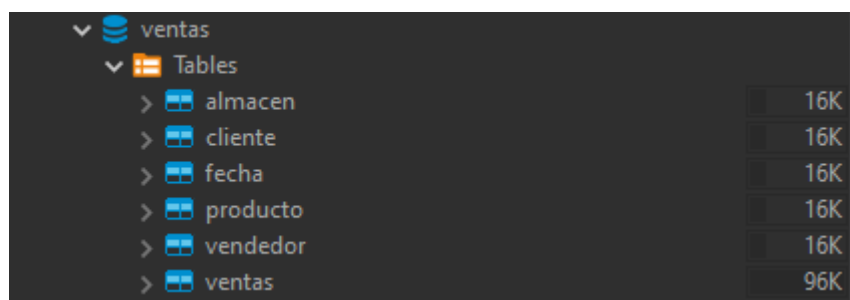 ventas
Tables
almacen 16K
cliente 16K
fecha 16K
producto 16K
vendedor 16K
ventas 96K